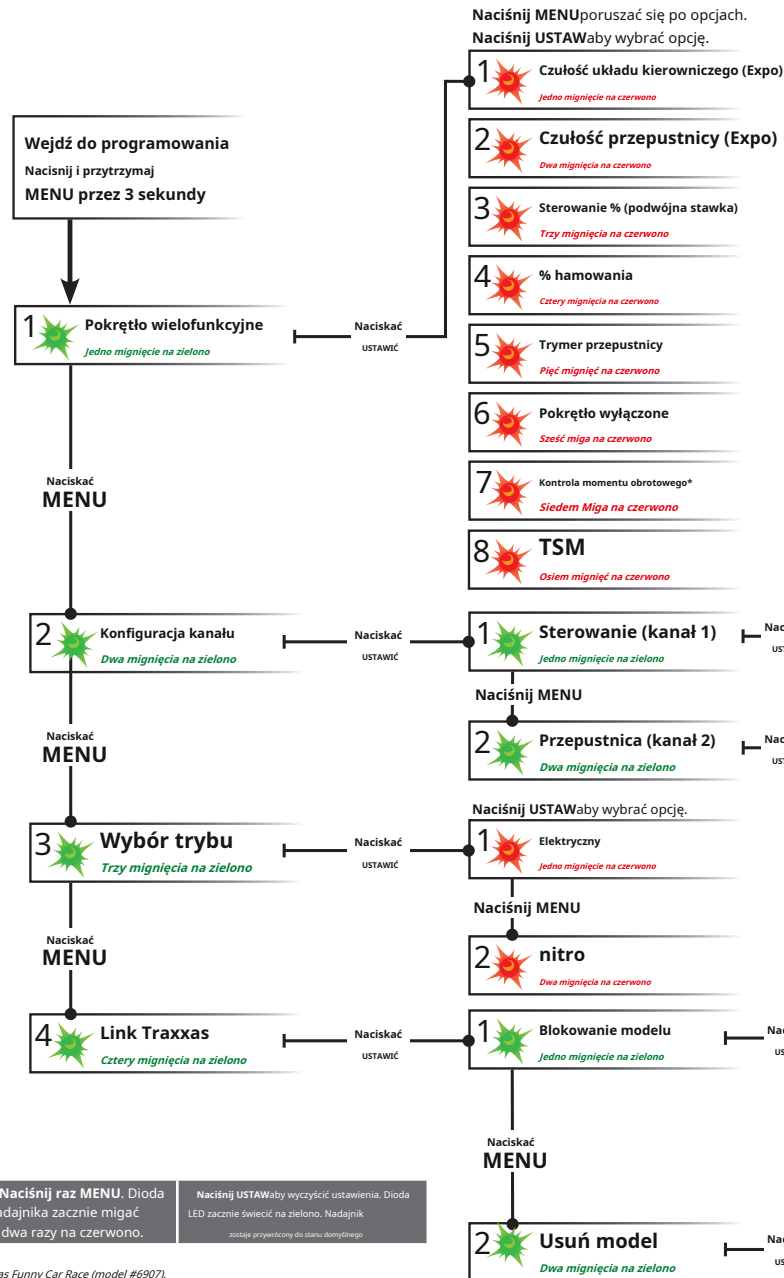 Naciśnij MENUporuszać się po opcjach.
Naciśnij USTAWaby wybrać opcję.
1 Czułość układu kierowniczego (Expo)
Jedno mignięcie na czerwono
2 Czułość przepustnicy (Expo)
Dwa mignięcia na czerwono
3 Sterowanie % (podwójna stawka)
Trzy mignięcia na czerwono
4 % hamowania
Cztery mignięcia na czerwono
5 Trymer przepustnicy
Pięć mignięć na czerwono
6 Pokrętło wyłączone
Sześć miga na czerwono
7 Kontrola momentu obrotowego*
Siedem Miga na czerwono
8 TSM
Osiem mignięć na czerwono
Wejdź do programowania
Nacisnij i przytrzymaj
MENU przez 3 sekundy
1 Pokrętło wielofunkcyjne
Jedno mignięcie na zielono
Naciskać
USTAWIĆ
Naciskać
MENU
2 Konfiguracja kanału
Dwa mignięcia na zielono
Naciskać
USTAWIĆ
1 Sterowanie (kanał 1)
Jedno mignięcie na zielono
Naciśnij MENU
2 Przepustnica (kanał 2)
Dwa mignięcia na zielono
Naciskać
MENU
3 Wybór trybu
Trzy mignięcia na zielono
Naciskać
USTAWIĆ
Naciśnij USTAWaby wybrać opcję.
1 Elektryczny
Jedno mignięcie na czerwono
Naciśnij MENU
2 nitro
Dwa mignięcia na czerwono
Naciskać
MENU
4 Link Traxxas
Cztery mignięcia na zielono
Naciskać
USTAWIĆ
1 Blokowanie modelu
Jedno mignięcie na zielono
Naciskać
MENU
2 Usuń model
Dwa mignięcia na zielono
Naciśnij raz MENU. Dioda
zacznie migać
dwa razy na czerwono.
Naciśnij USTAWaby wyczyścić ustawienia. Dioda
LED zacznie świecić na zielono. Nadajnik
zostaje przywrócony do stanu domyślnego
Funny Car Race (model #6907).